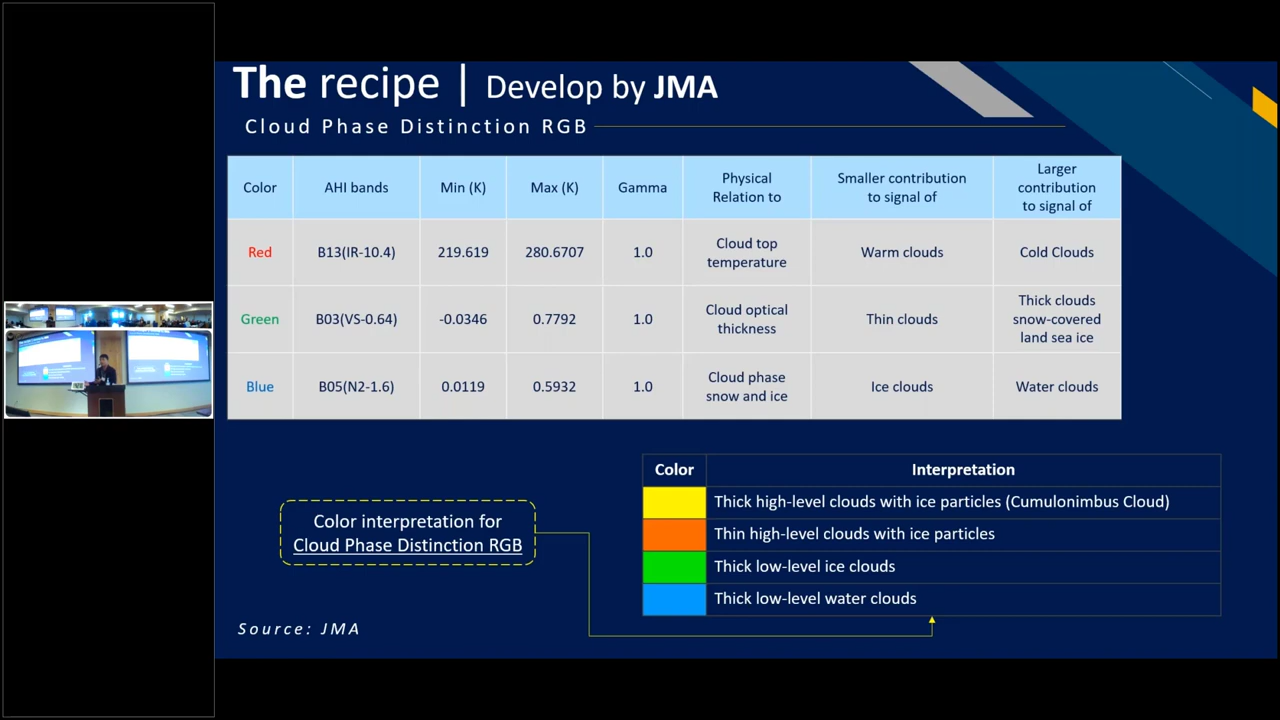 The recipe | Develop by JMA
Cloud Phase Distinction RGB
Color AHI bands Min (K) Max (K) Gamma Physical Relation to Smaller contribution to signal of Larger contribution to signal of
Red B13(IR-10.4) 219.619 280.6707 1.0 Cloud top temperature Warm clouds Cold Clouds
Green B03(VS-0.64) -0.0346 0.7792 1.0 Cloud optical thickness Thin clouds Thick clouds snow-covered land sea ice
Blue B05(N2-1.6) 0.0119 0.5932 1.0 Cloud phase snow and ice Ice clouds Water clouds
Color interpretation for
Cloud Phase Distinction RGB
Color Interpretation
Thick high-level clouds with ice particles (Cumulonimbus Cloud)
Thin high-level clouds with ice particles
Thick low-level ice clouds
Thick low-level water clouds
Source: JMA